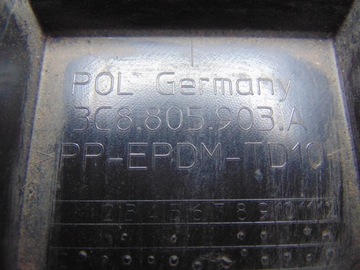 POL Germany
3C8.805.903.A
>PP-EPDM-TD10<
1 2 3 4 5 6 7 8 9 10 11 12